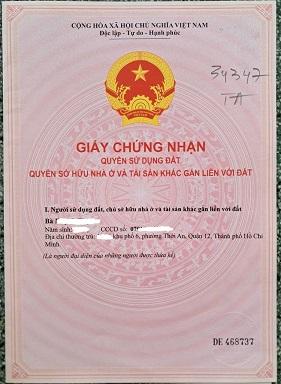 CỘNG HÒA XÃ HỘI CHỦ NGHĨA VIỆT NAM
Độc lập - Tự do - Hạnh phúc
34347
TA
GIẤY CHỨNG NHẬN
QUYỀN SỬ DỤNG ĐẤT
QUYỀN SỞ HỮU NHÀ Ở VÀ TÀI SẢN KHÁC GẮN LIỀN VỚI ĐẤT
I. Người sử dụng đất, chủ sở hữu nhà ở và tài sản khác gắn liền với đất
Bà
Năm sinh: CCCD số:
Địa chỉ thường trú: khu phố 6, phường Thới An, Quận 12, Thành phố Hồ Chí
Minh.
(Là người đại diện của những người được thừa kế)
DE 468737